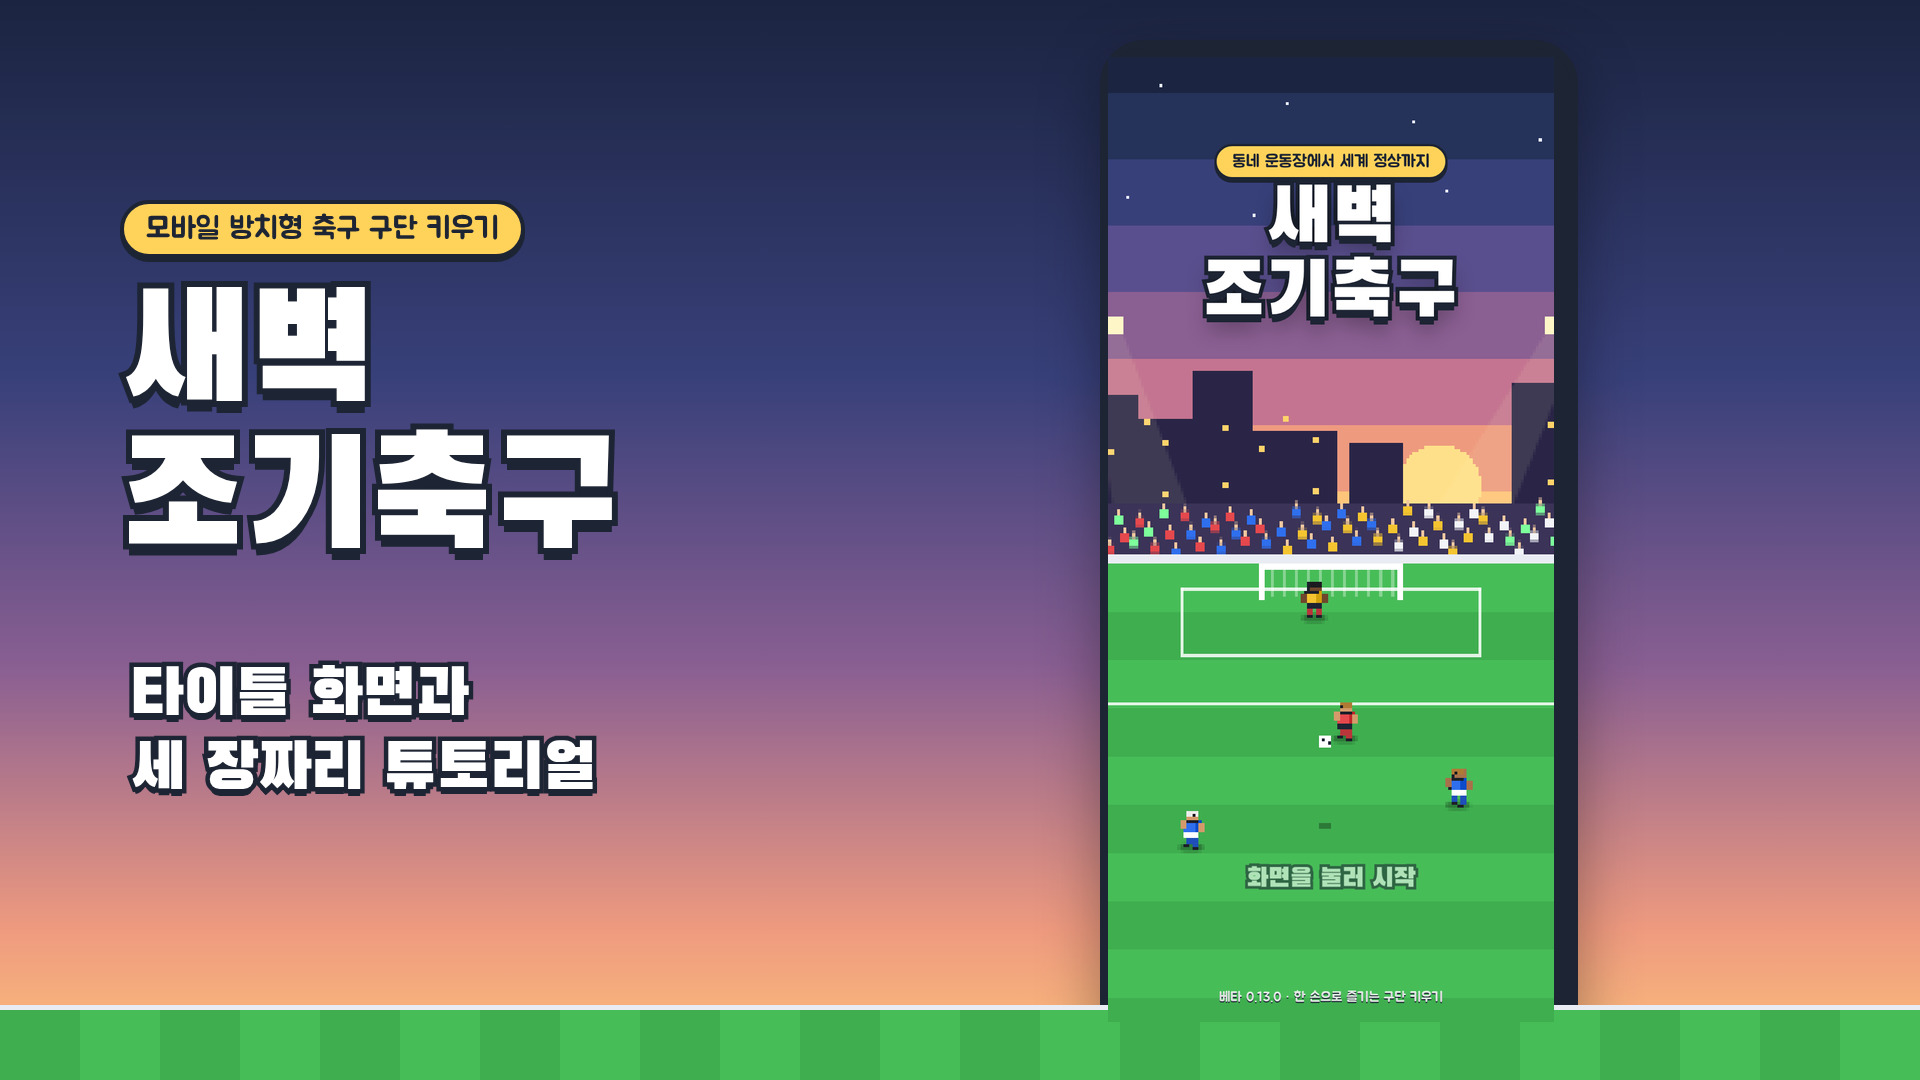 모바일 방치형 축구 구단 키우기
새벽
조기축구
타이틀 화면과
세 장짜리 튜토리얼
동네 운동장에서 세계 정상까지
새벽
조기축구
화면을 눌러 시작
베타 0.13.0 · 한 손으로 즐기는 구단 키우기